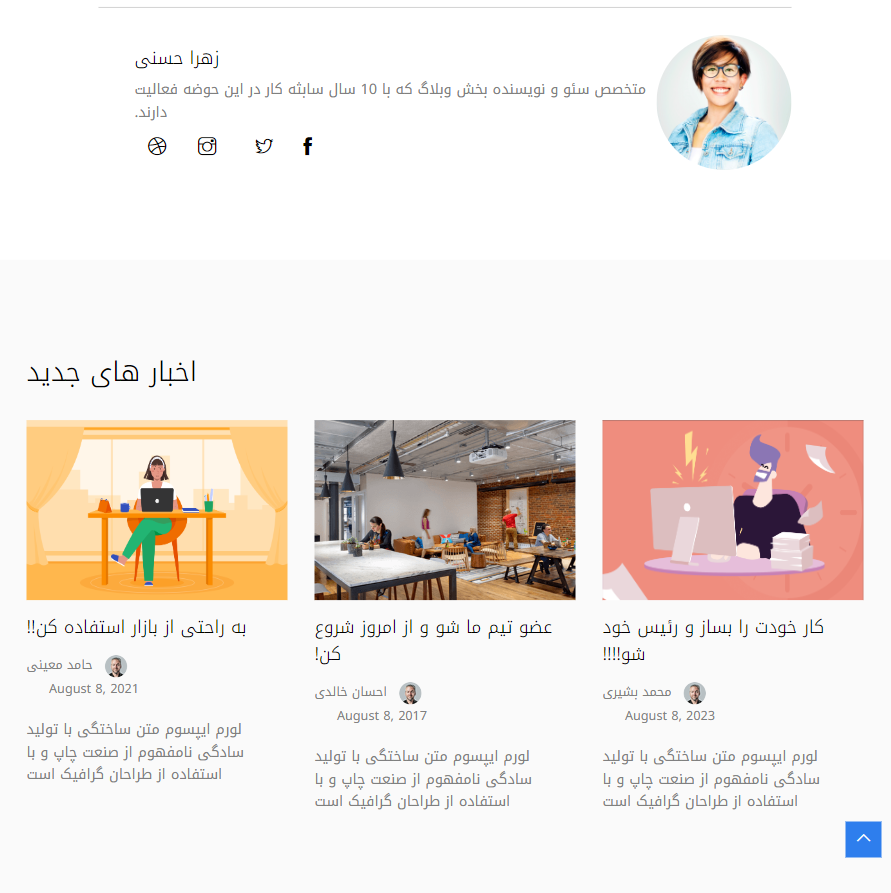 زهرا حسنی
متخصص سئو و نویسنده بخش وبلاگ که با 10 سال سابثه کار در این حوضه فعالیت
دارند.
اخبار های جدید
کار خودت را بساز و رئیس خود
شو!!!!
محمد بشیری
August 8, 2023
لورم ایپسوم متن ساختگی با تولید
سادگی نامفهوم از صنعت چاپ و با
استفاده از طراحان گرافیک است
عضو تیم ما شو و از امروز شروع
کن!
احسان خالدی
August 8, 2017
لورم ایپسوم متن ساختگی با تولید
سادگی نامفهوم از صنعت چاپ و با
استفاده از طراحان گرافیک است
به راحتی از بازار استفاده کن!!
حامد معینی
August 8, 2021
لورم ایپسوم متن ساختگی با تولید
سادگی نامفهوم از صنعت چاپ و با
استفاده از طراحان گرافیک است